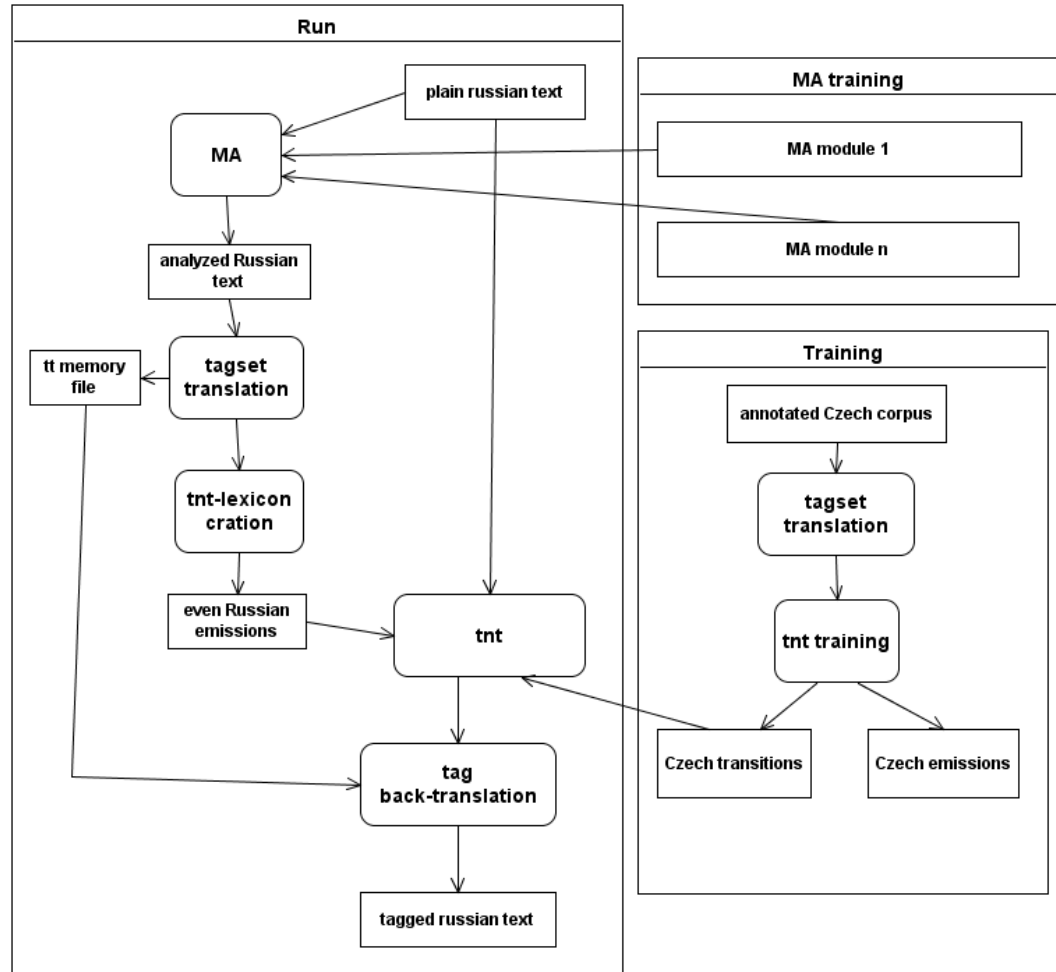 Run
plain russian text
MA
analyzed Russian
text
tt memory
file
tagset
translation
tnt-lexicon
cration
even Russian
emissions
tnt
tag
back-translation
tagged russian text
MA training
MA module 1
MA module n
Training
annotated Czech corpus
tagset
translation
tnt training
Czech transitions
Czech emissions